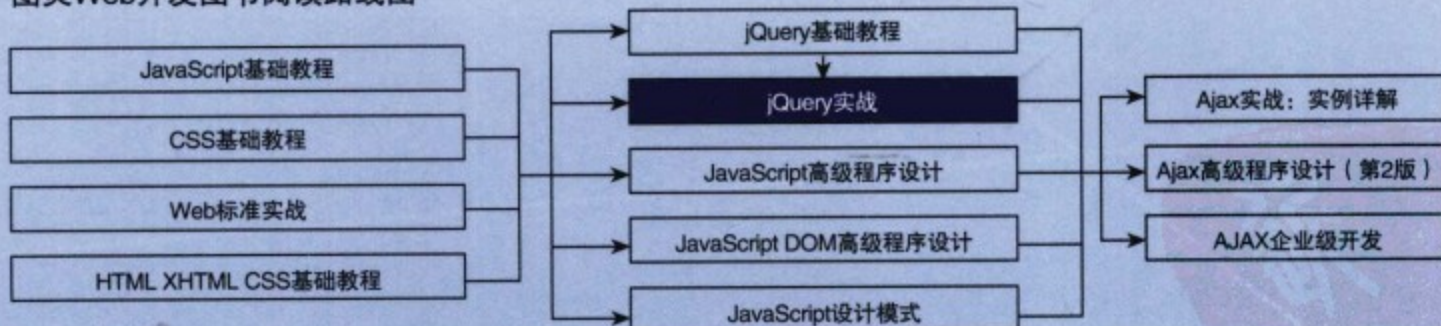 JavaScript基础教程
CSS基础教程
Web标准实战
HTML XHTML CSS基础教程
jQuery基础教程
jQuery实战
JavaScript高级程序设计
JavaScript DOM高级程序设计
JavaScript设计模式
Ajax实战：实例详解
Ajax高级程序设计（第2版）
AJAX企业级开发